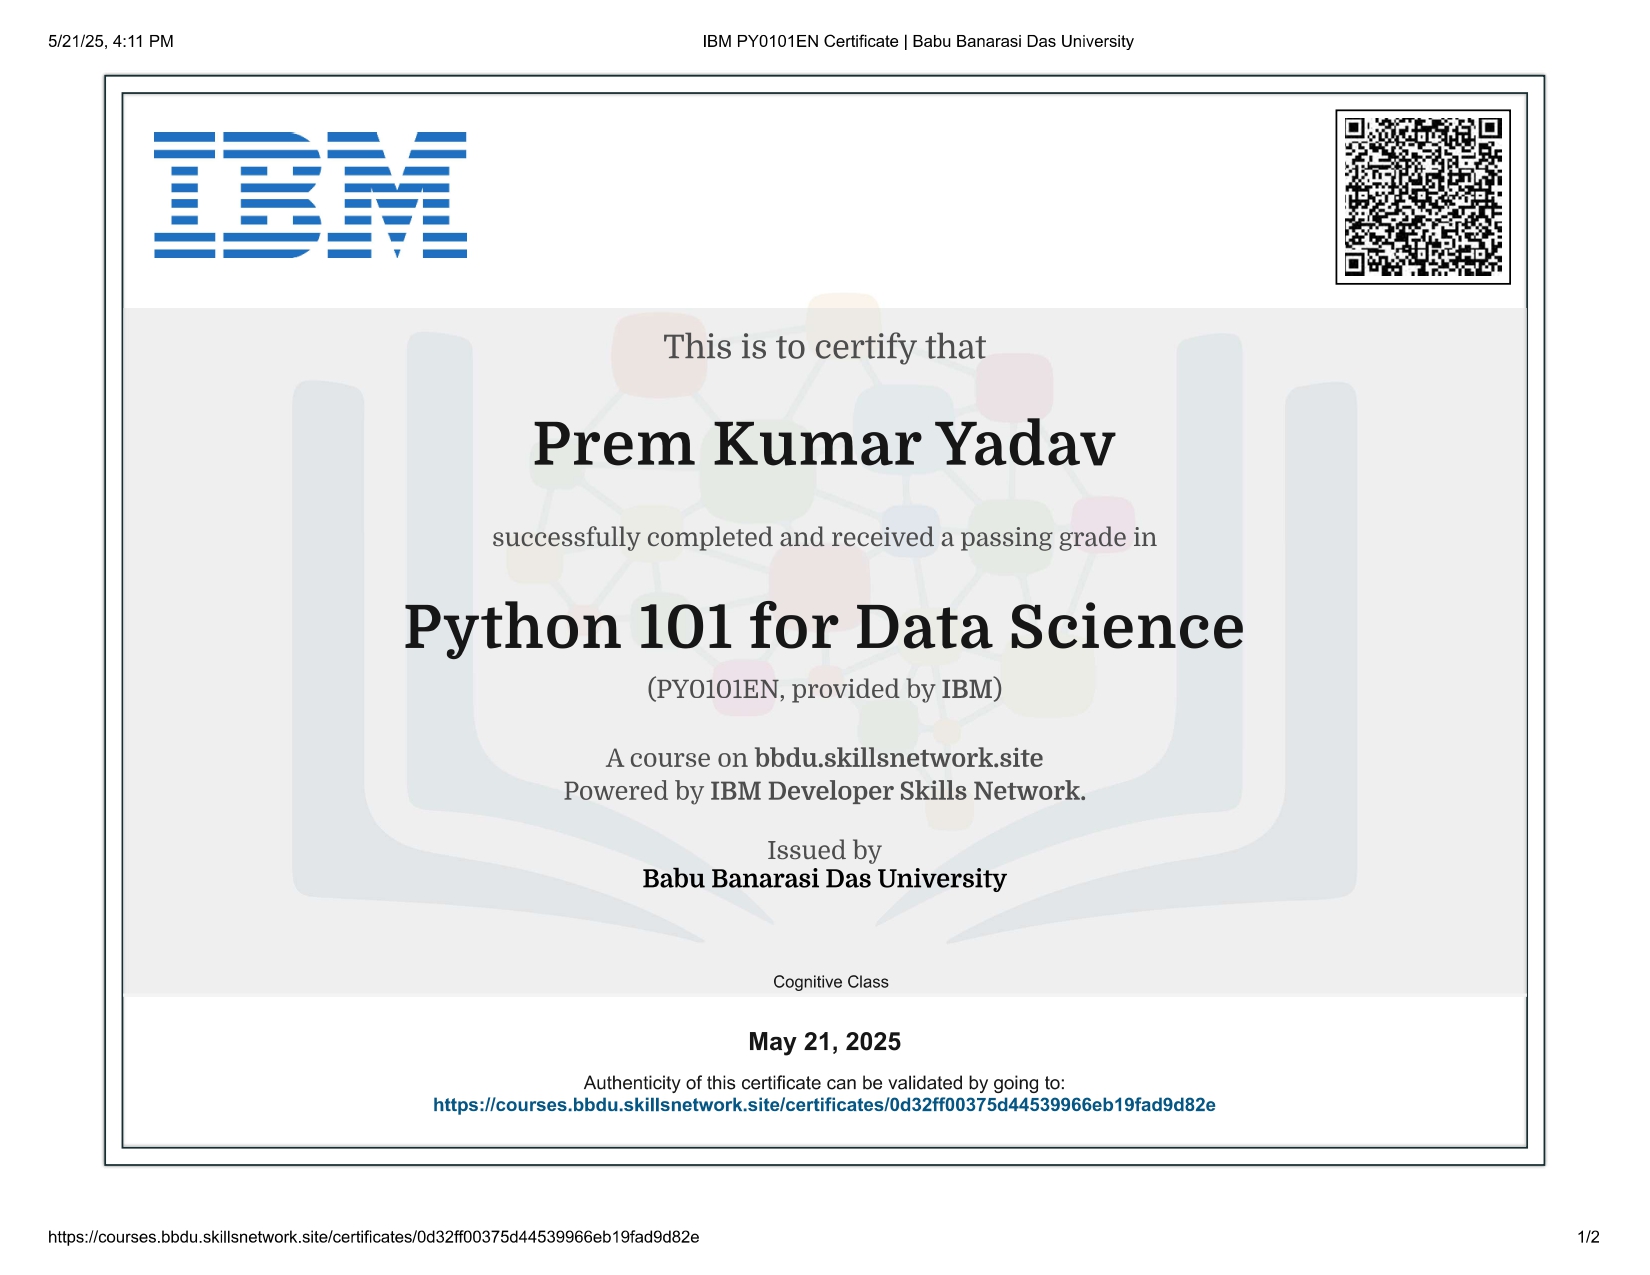 5/21/25, 4:11 PM
IBM PY0101EN Certificate | Babu Banarasi Das University
IBM
This is to certify that
Prem Kumar Yadav
successfully completed and received a passing grade in
Python 101 for Data Science
(PY0101EN, provided by IBM)
A course on bbdu.skillsnetwork.site
Powered by IBM Developer Skills Network.
Issued by
Babu Banarasi Das University
Cognitive Class
May 21, 2025
Authenticity of this certificate can be validated by going to:
https://courses.bbdu.skillsnetwork.site/certificates/0d32ff00375d44539966eb19fad9d82e
https://courses.bbdu.skillsnetwork.site/certificates/0d32ff00375d44539966eb19fad9d82e
1/2